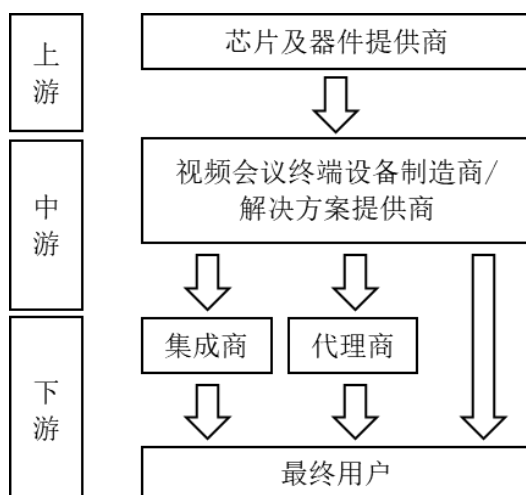 上游
芯片及器件提供商
中游
视频会议终端设备制造商/
解决方案提供商
集成商
代理商
下游
最终用户